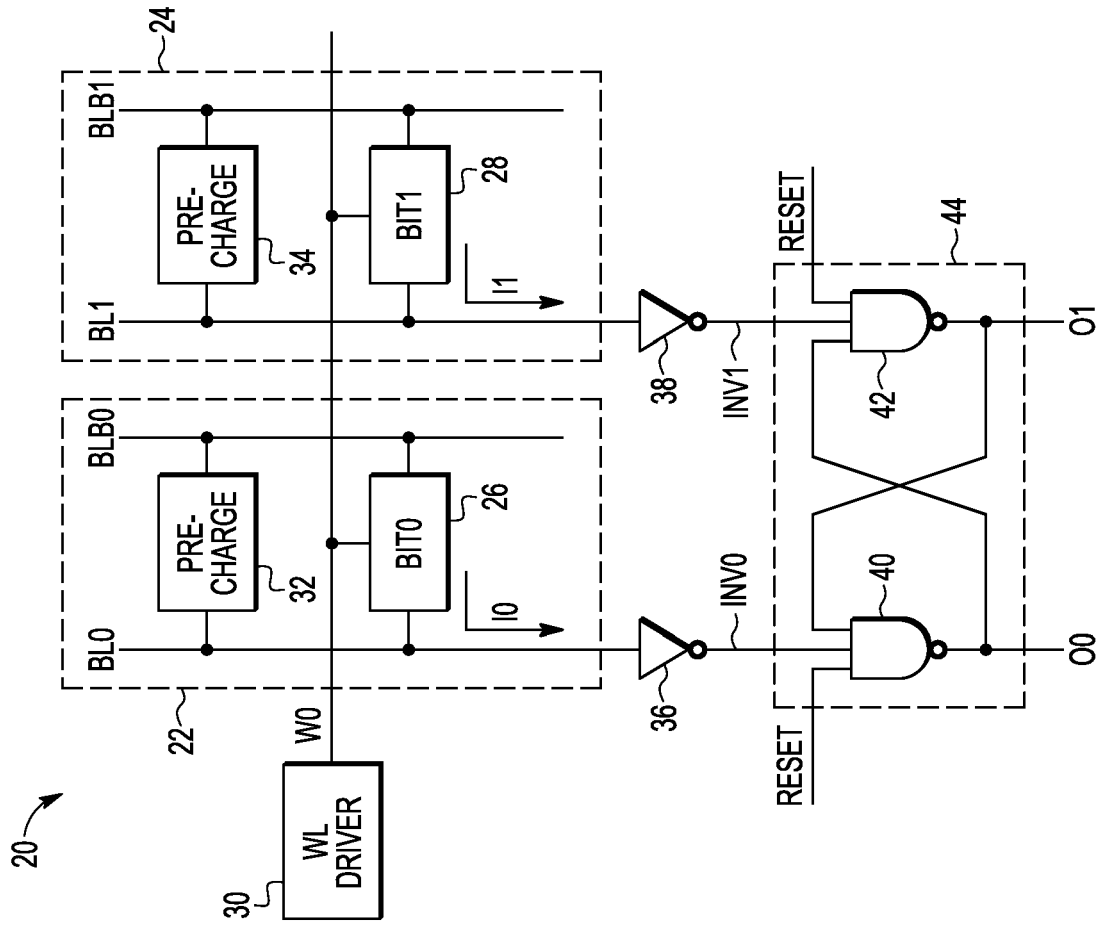 20
24
BL0
BLB0
BL1
BLB1
PRE-
CHARGE
32
PRE-
CHARGE
34
22
W0
WL
DRIVER
30
BIT0
26
BIT1
28
I0
I1
36
38
INV0
INV1
RESET
RESET
40
42
44
O0
O1